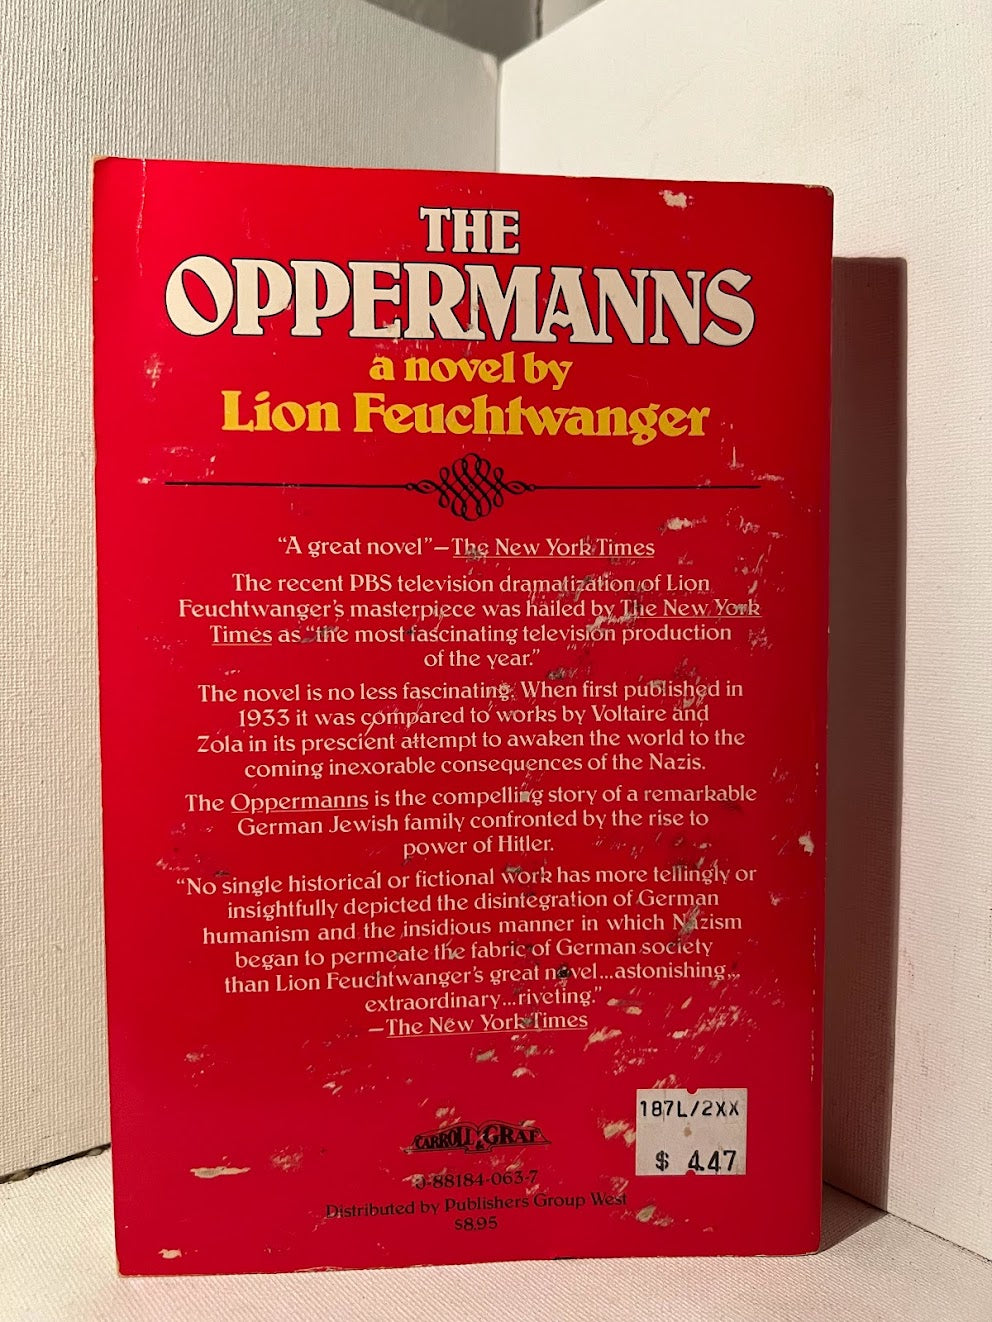 THE
OPPERMANNS
a novel by
Lion Feuchtwanger
“A great novel”—The New York Times
The recent PBS television dramatization of Lion
Feuchtwanger's masterpiece was hailed by The New York
Times as “the most fascinating television production
of the year.”
The novel is no less fascinating. When first published in
1933 it was compared to works by Voltaire and
Zola in its prescient attempt to awaken the world to the
coming inexorable consequences of the Nazis.
The Oppermanns is the compelling story of a remarkable
German Jewish family confronted by the rise to
power of Hitler.
“No single historical or fictional work has more tellingly or
insightfully depicted the disintegration of German
humanism and the insidious manner in which Nazism
began to permeate the fabric of German society
than Lion Feuchtwanger's great novel...astonishing...
extraordinary...riveting.”
—The New York Times
187L/2XX
$ 4.47
CARROLL & GRAF
0-88184-063-7
Distributed by Publishers Group West
$8.95